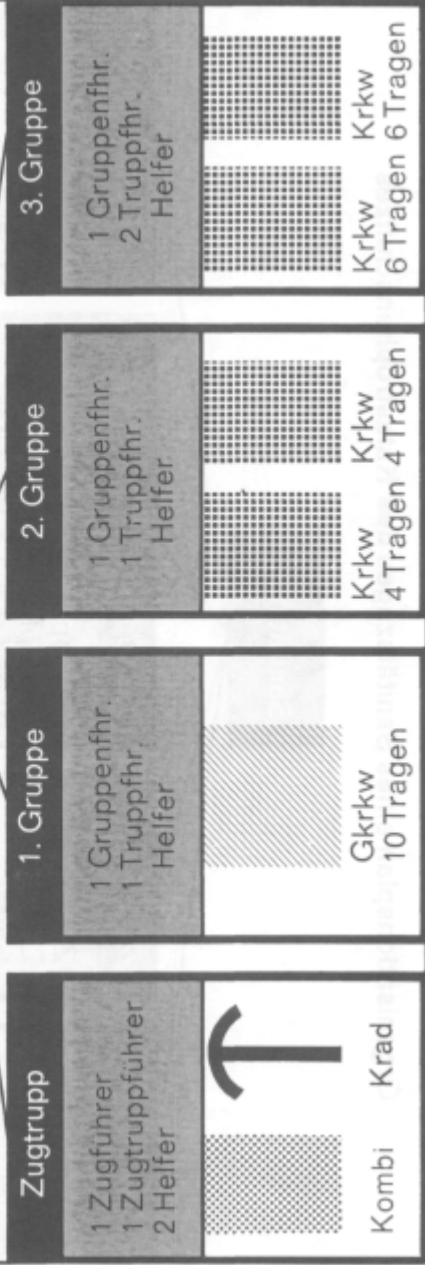 Zugtrupp
1 Zugführer
1 Zugtruppführer
2 Helfer
Kombi Krad
1. Gruppe
1 Gruppenfhr.
1 Truppfhr.
Helfer
Gkrkw
10 Tragen
2. Gruppe
1 Gruppenfhr.
1 Truppfhr.
Helfer
Krkw Krkw
4 Tragen 4 Tragen
3. Gruppe
1 Gruppenfhr.
2 Truppfhr.
Helfer
Krkw Krkw
6 Tragen 6 Tragen